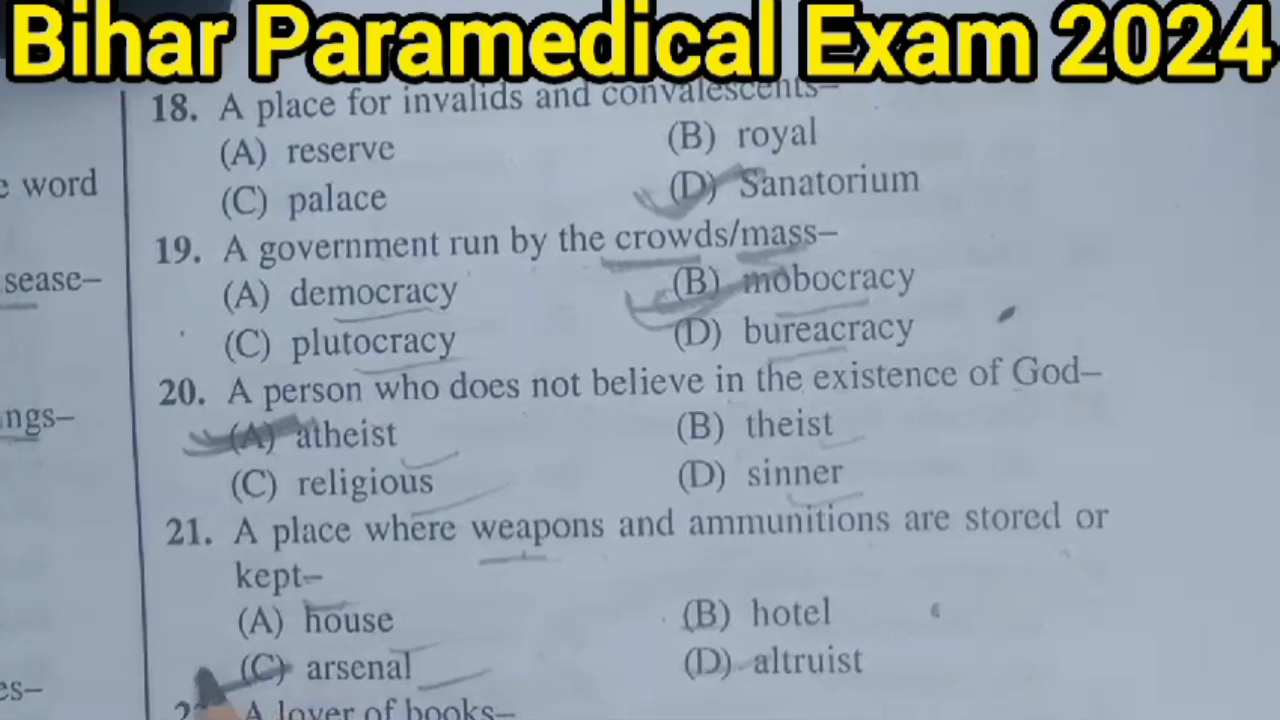 Bihar Paramedical Exam 2024
18. A place for invalids and convalescents–
(A) reserve (B) royal
e word
(C) palace (D) Sanatorium
19. A government run by the crowds/mass–
sease–
(A) democracy (B) mobocracy
(C) plutocracy (D) bureacracy
20. A person who does not believe in the existence of God–
ngs–
(A) atheist (B) theist
(C) religious (D) sinner
21. A place where weapons and ammunitions are stored or
kept–
(A) house (B) hotel
(C) arsenal (D) altruist
es–
A lover of books–